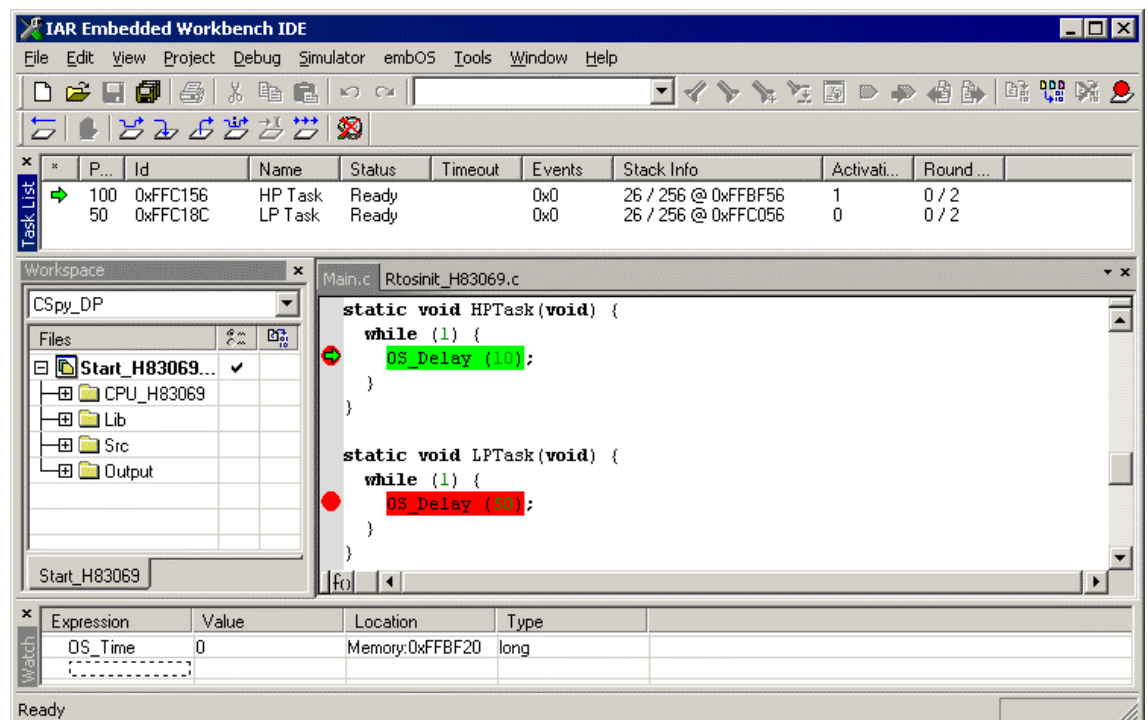 IAR Embedded Workbench IDE
File Edit View Project Debug Simulator embOS Tools Window Help
* P... Id Name Status Timeout Events Stack Info Activati... Round ...
100 0xFFC156 HP Task Ready 0x0 26 / 256 @ 0xFFBF56 1 0 / 2
50 0xFFC18C LP Task Ready 0x0 26 / 256 @ 0xFFC056 0 0 / 2
Task List
Workspace
CSpy_DP
Files
Start_H83069...
CPU_H83069
Lib
Src
Output
Start_H83069
Main.c Rtosinit_H83069.c
static void HPTask(void) {
while (1) {
OS_Delay (10);
}
}
static void LPTask(void) {
while (1) {
OS_Delay (50);
}
}
Expression Value Location Type
OS_Time 0 Memory:0xFFBF20 long
Watch
Ready